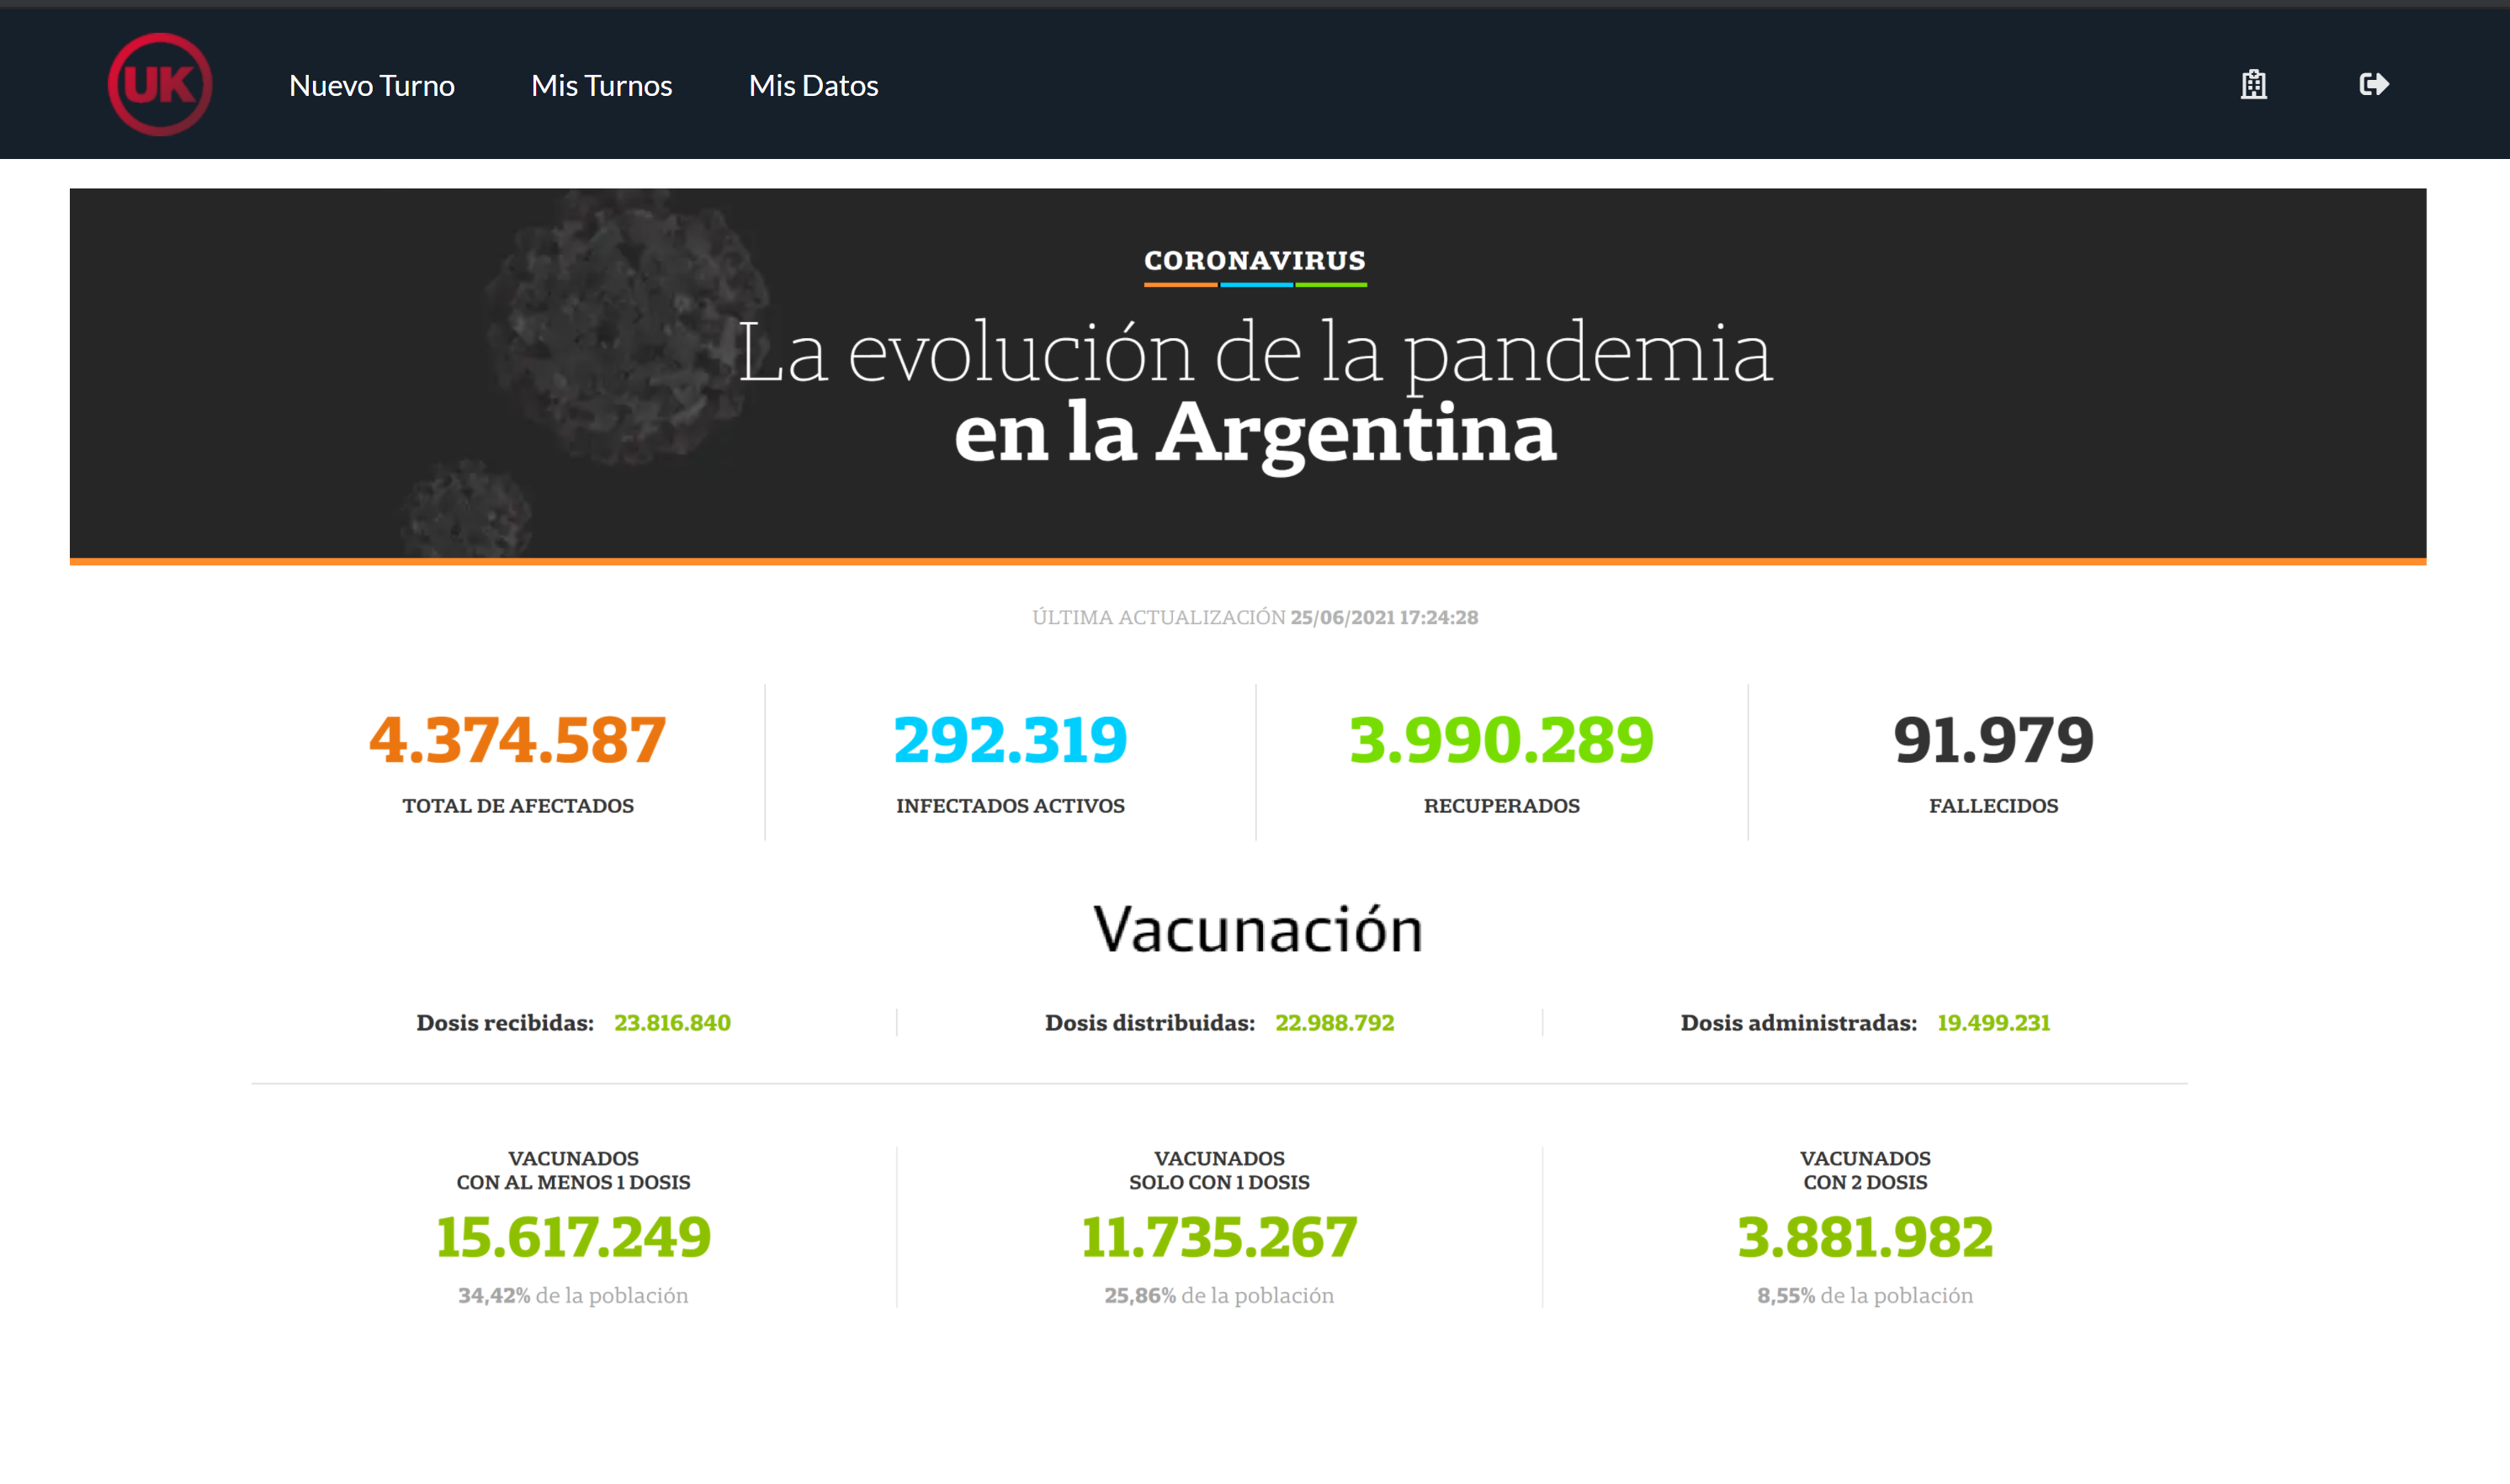 UK
Nuevo Turno
Mis Turnos
Mis Datos
CORONAVIRUS
La evolución de la pandemia
en la Argentina
ÚLTIMA ACTUALIZACIÓN 25/06/2021 17:24:28
4.374.587
TOTAL DE AFECTADOS
292.319
INFECTADOS ACTIVOS
3.990.289
RECUPERADOS
91.979
FALLECIDOS
Vacunación
Dosis recibidas: 23.816.840
Dosis distribuidas: 22.988.792
Dosis administradas: 19.499.231
VACUNADOS
CON AL MENOS 1 DOSIS
15.617.249
34,42% de la población
VACUNADOS
SOLO CON 1 DOSIS
11.735.267
25,86% de la población
VACUNADOS
CON 2 DOSIS
3.881.982
8,55% de la población